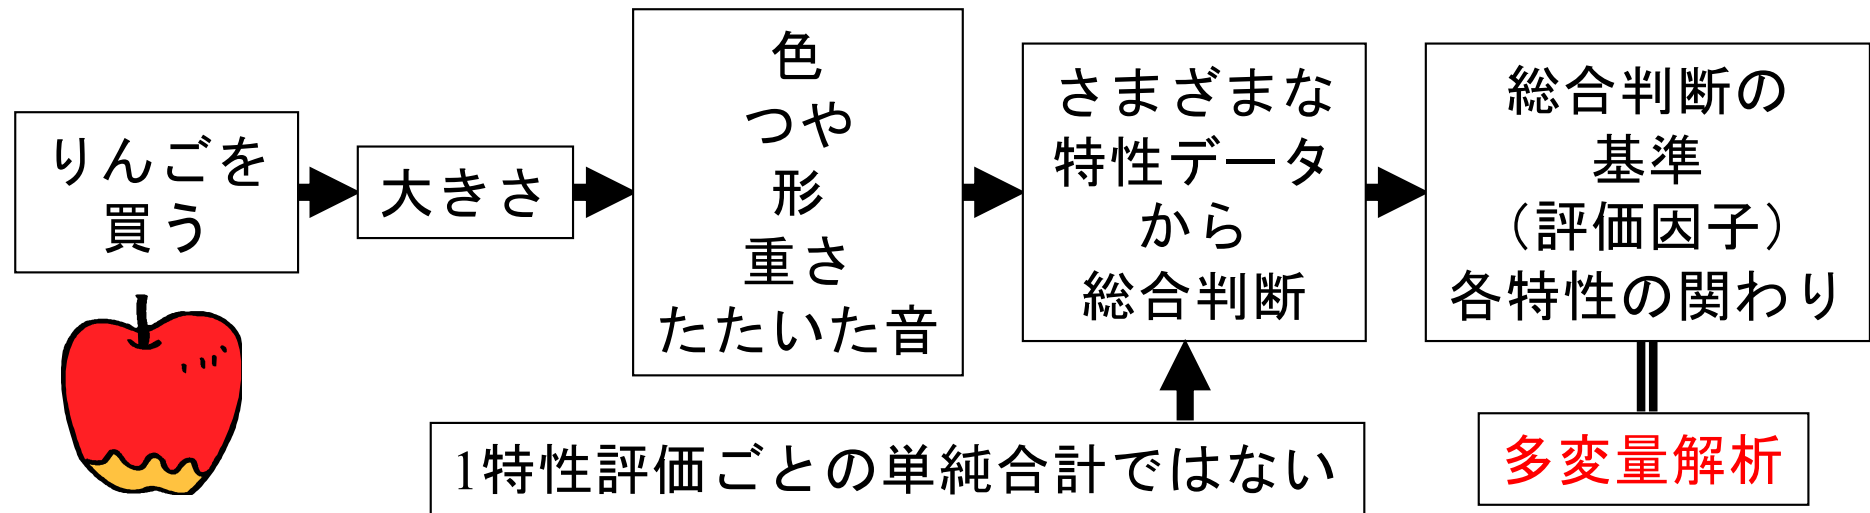 りんごを
買う
大きさ
色
つや
形
重さ
たたいた音
さまざまな
特性データ
から
総合判断
総合判断の
基準
（評価因子）
各特性の関わり
1特性評価ごとの単純合計ではない
多変量解析